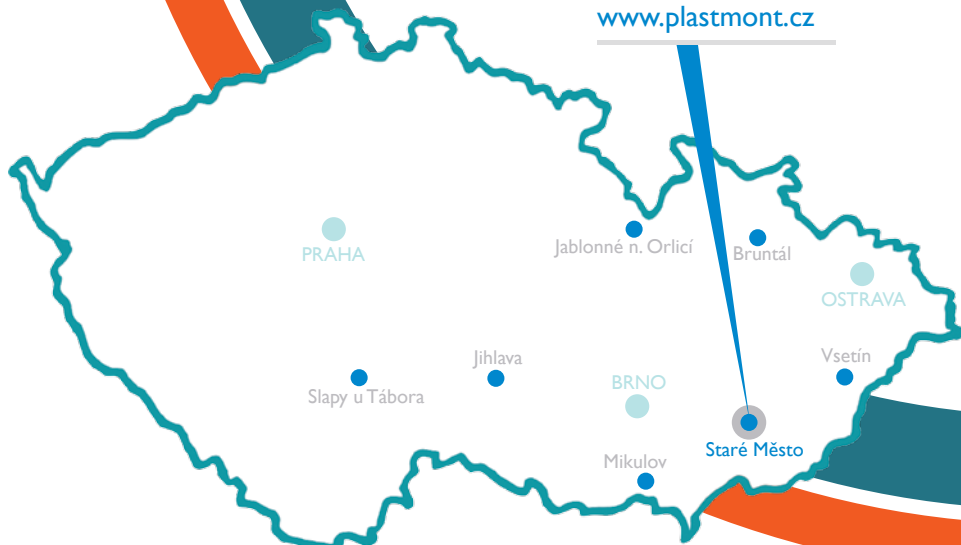 www.plastmont.cz
PRAHA
Jablonné n. Orlicí
Bruntál
OSTRAVA
Jihlava
Vsetín
Slapy u Tábora
BRNO
Staré Město
Mikulov